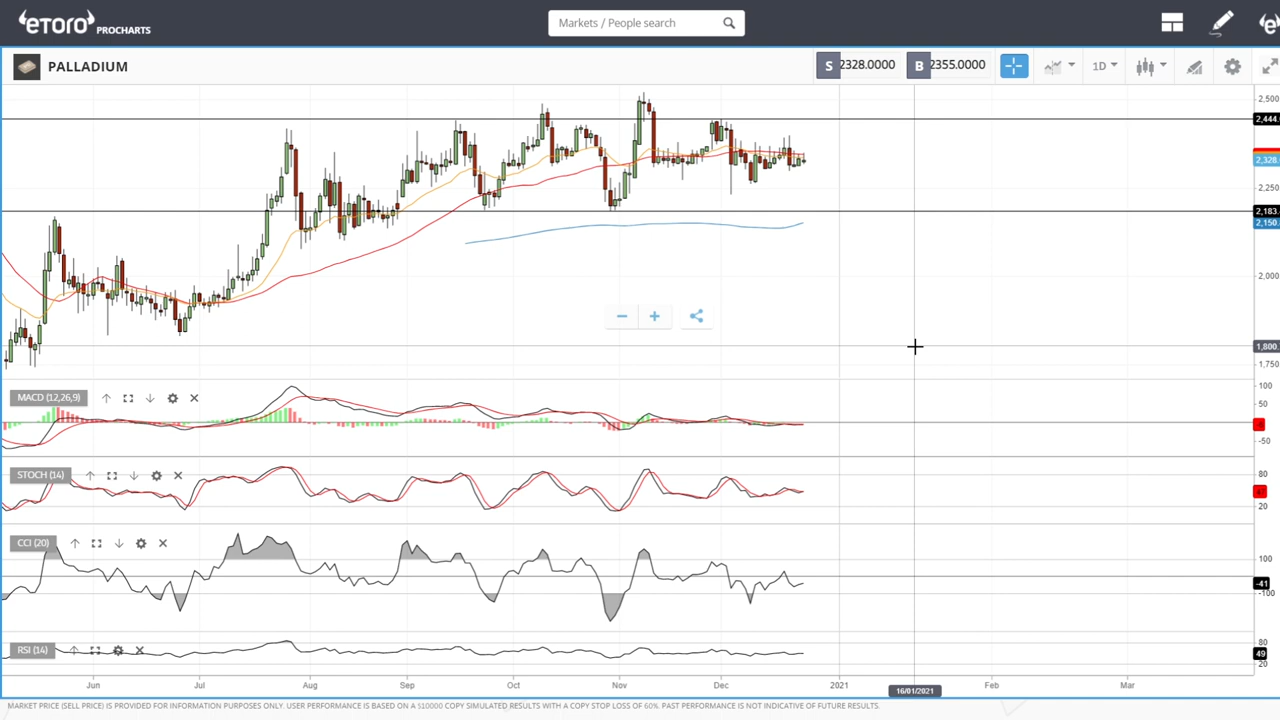 eToro PROCHARTS
Markets / People search
PALLADIUM
S 2328.0000 B 2355.0000 1D
2,500
2,444.
2,328.
2,250
2,183.
2,150.
2,000
1,800.
1,750
MACD (12,26,9)
100
50
-50
STOCH (14)
80
20
CCI (20)
100
-41
-100
RSI (14)
80
49
20
Jun Jul Aug Sep Oct Nov Dec 2021 16/01/2021 Feb Mar
MARKET PRICE (SELL PRICE) IS PROVIDED FOR INFORMATION PURPOSES ONLY. USER PERFORMANCE IS BASED ON A $10000 COPY SIMULATED RESULTS WITH A COPY STOP LOSS OF 60%. PAST PERFORMANCE IS NOT INDICATIVE OF FUTURE RESULTS.